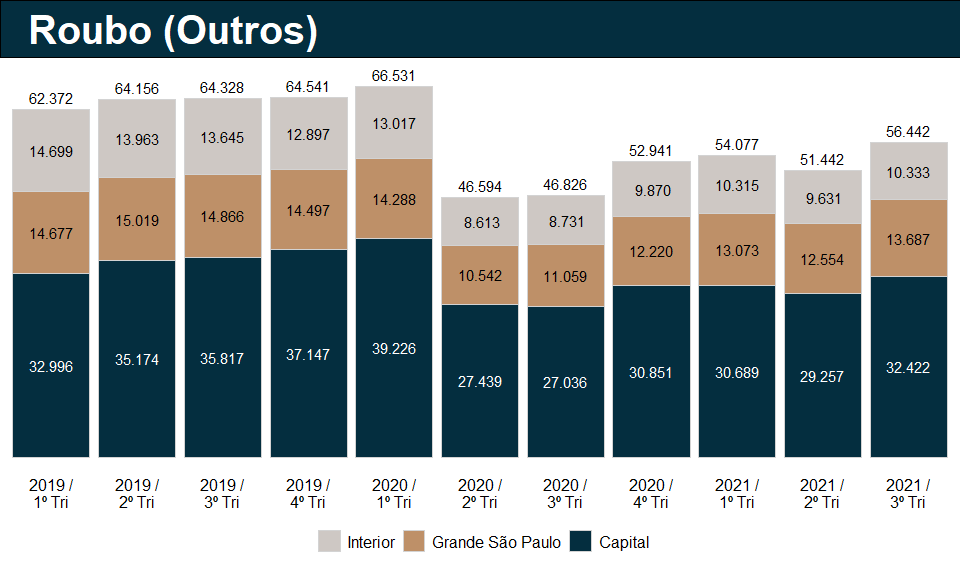 Roubo (Outros)
62.372 64.156 64.328 64.541 66.531 46.594 46.826 52.941 54.077 51.442 56.442
14.699 13.963 13.645 12.897 13.017 8.613 8.731 9.870 10.315 9.631 10.333
14.677 15.019 14.866 14.497 14.288 10.542 11.059 12.220 13.073 12.554 13.687
32.996 35.174 35.817 37.147 39.226 27.439 27.036 30.851 30.689 29.257 32.422
2019 / 2019 / 2019 / 2019 / 2020 / 2020 / 2020 / 2020 / 2021 / 2021 / 2021 /
1º Tri 2º Tri 3º Tri 4º Tri 1º Tri 2º Tri 3º Tri 4º Tri 1º Tri 2º Tri 3º Tri
Interior Grande São Paulo Capital